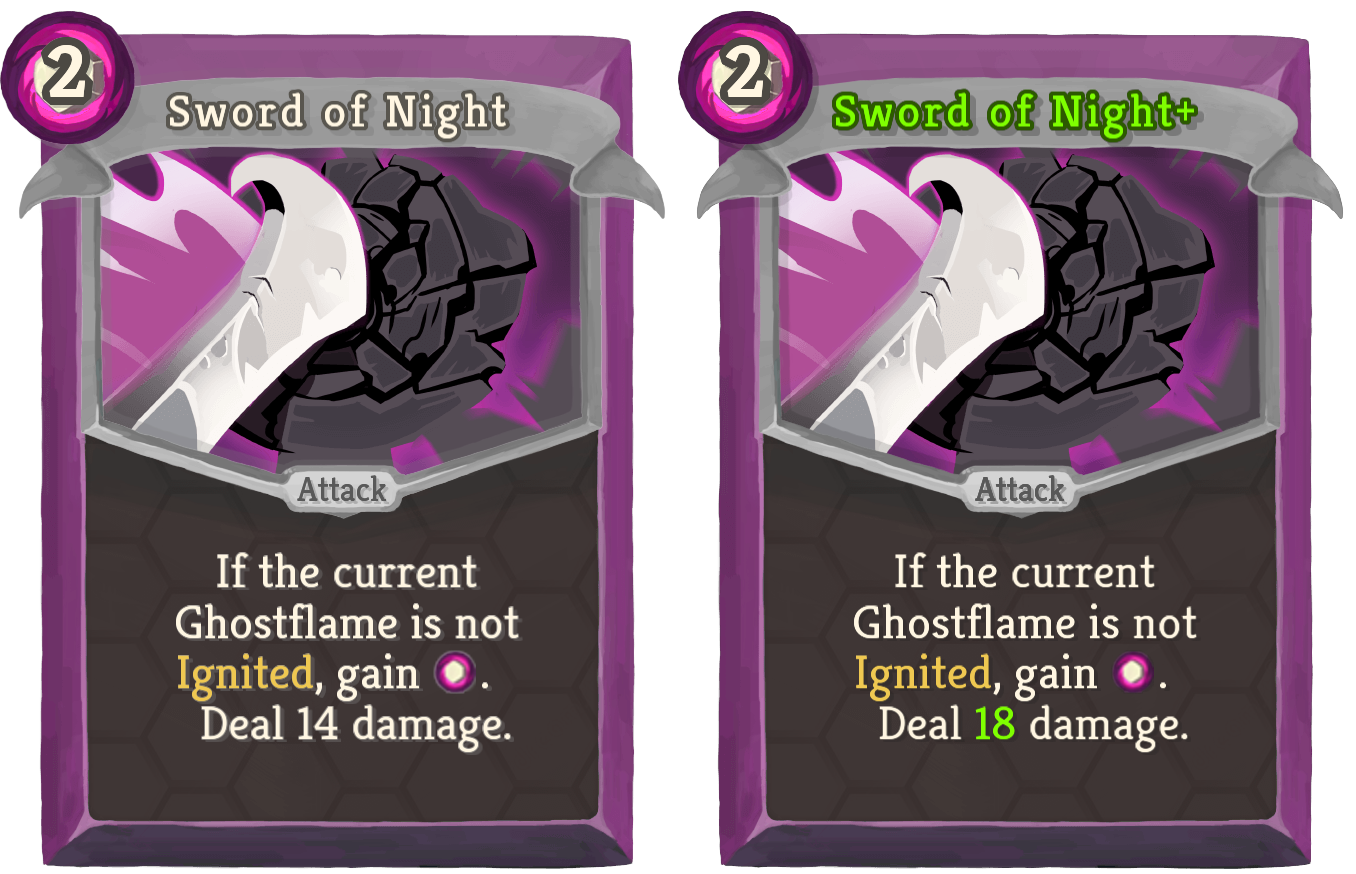 2
Sword of Night
Attack
If the current
Ghostflame is not
Ignited, gain .
Deal 14 damage.
2
Sword of Night+
Attack
If the current
Ghostflame is not
Ignited, gain .
Deal 18 damage.